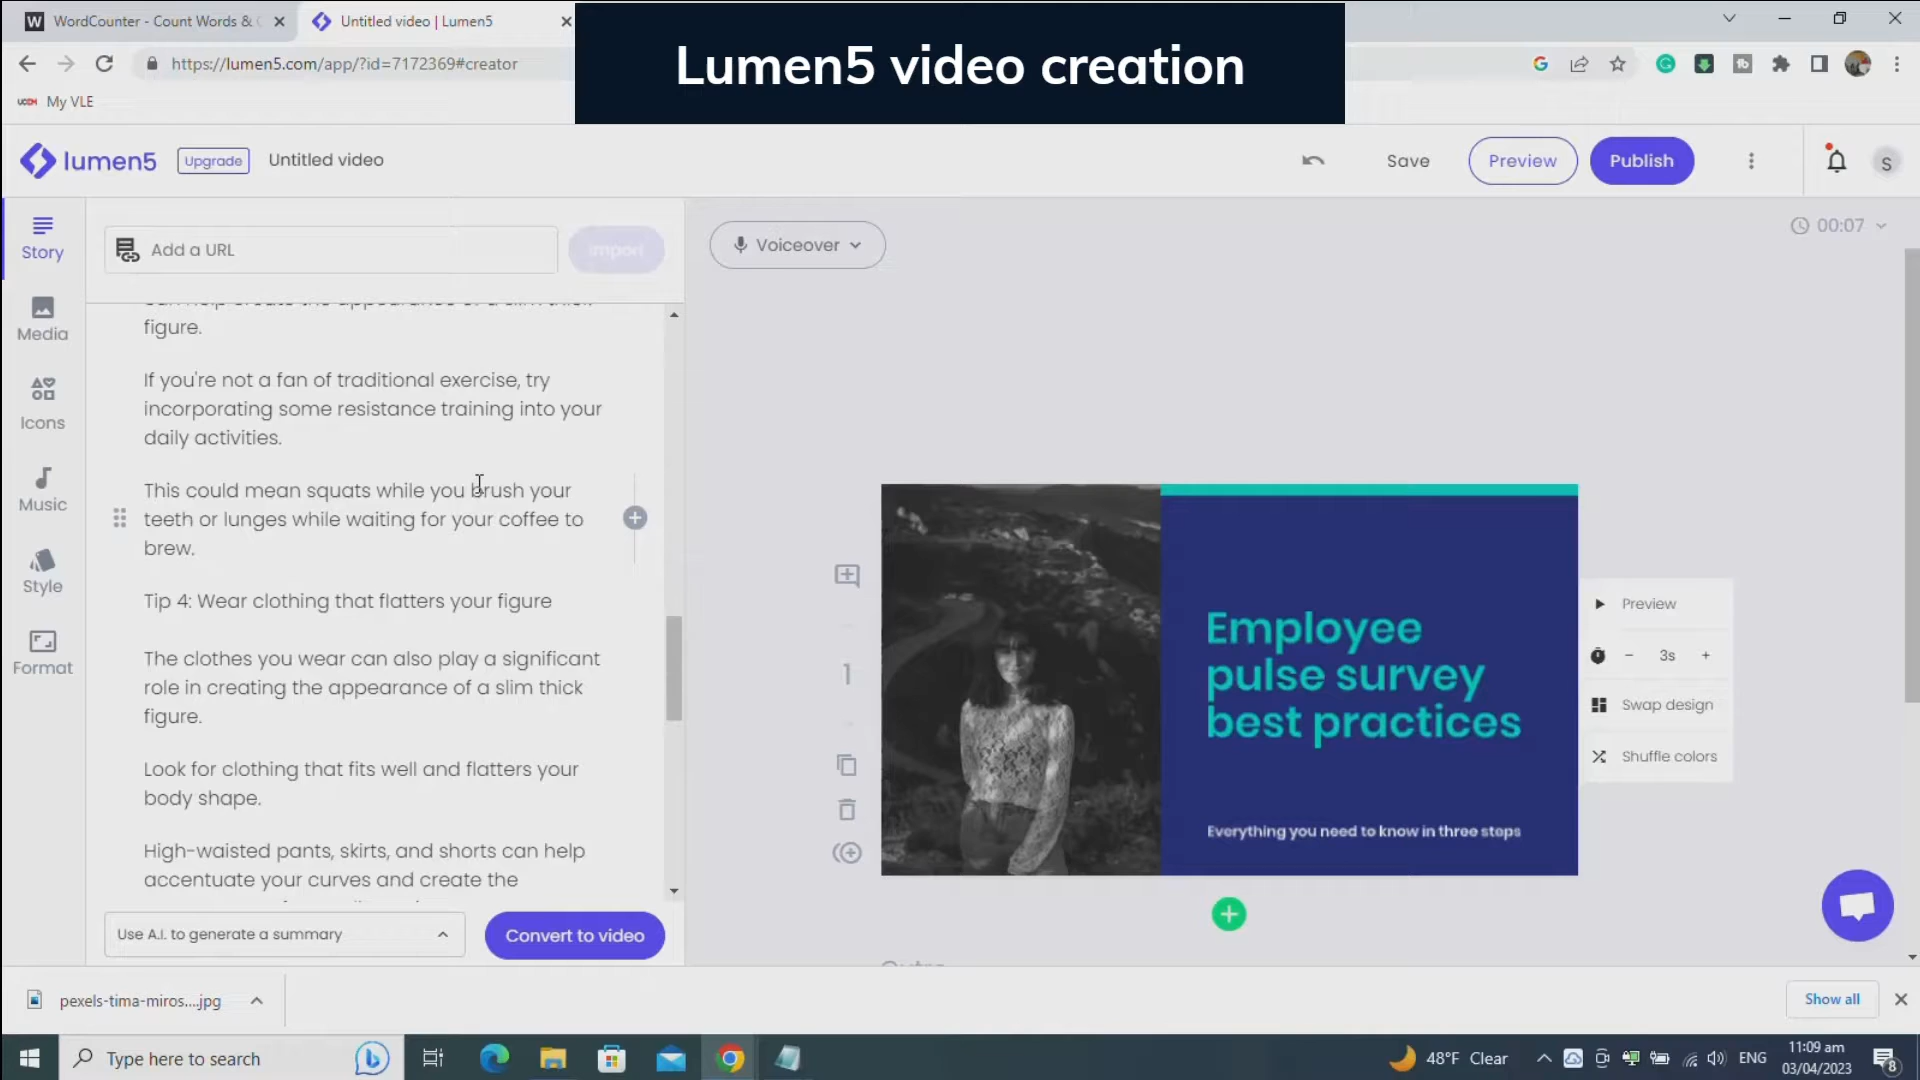 WordCounter - Count Words &
Untitled video | Lumen5
Lumen5 video creation
https://lumen5.com/app/?id=7172369#creator
My VLE
lumen5
Upgrade
Untitled video
Save
Preview
Publish
S
Story
Media
Icons
Music
Style
Format
Add a URL
Import
figure.
If you're not a fan of traditional exercise, try
incorporating some resistance training into your
daily activities.
This could mean squats while you brush your
teeth or lunges while waiting for your coffee to
brew.
Tip 4: Wear clothing that flatters your figure
The clothes you wear can also play a significant
role in creating the appearance of a slim thick
figure.
Look for clothing that fits well and flatters your
body shape.
High-waisted pants, skirts, and shorts can help
accentuate your curves and create the
Use A.I. to generate a summary
Convert to video
Voiceover
00:07
1
Employee
pulse survey
best practices
Everything you need to know in three steps
Preview
- 3s +
Swap design
Shuffle colors
pexels-tima-miros....jpg
Show all
Type here to search
48°F Clear
ENG
11:09 am
03/04/2023
8